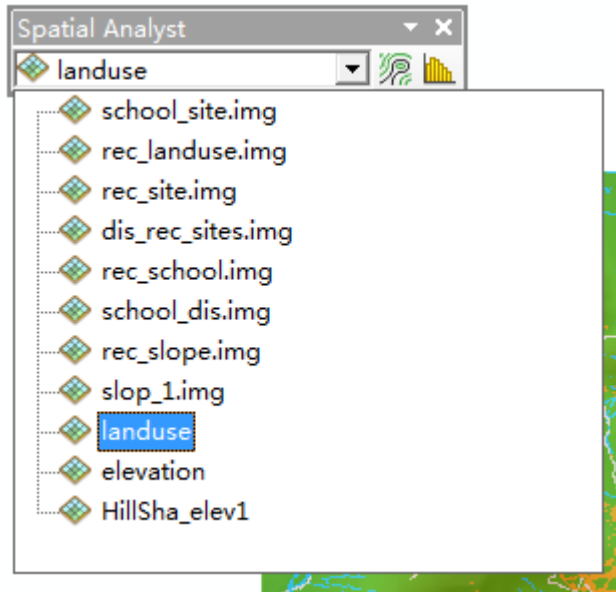 Spatial Analyst
landuse
school_site.img
rec_landuse.img
rec_site.img
dis_rec_sites.img
rec_school.img
school_dis.img
rec_slope.img
slop_1.img
landuse
elevation
HillSha_elev1